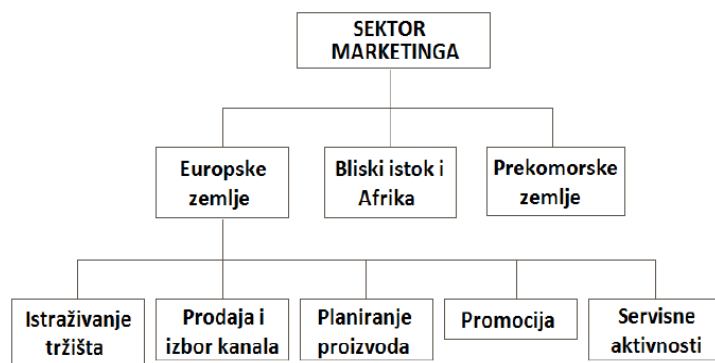 SEKTOR
MARKETINGA
Europske
zemlje
Bliski istok i
Afrika
Prekomorske
zemlje
Istraživanje
tržišta
Prodaja i
izbor kanala
Planiranje
proizvoda
Promocija
Servisne
aktivnosti